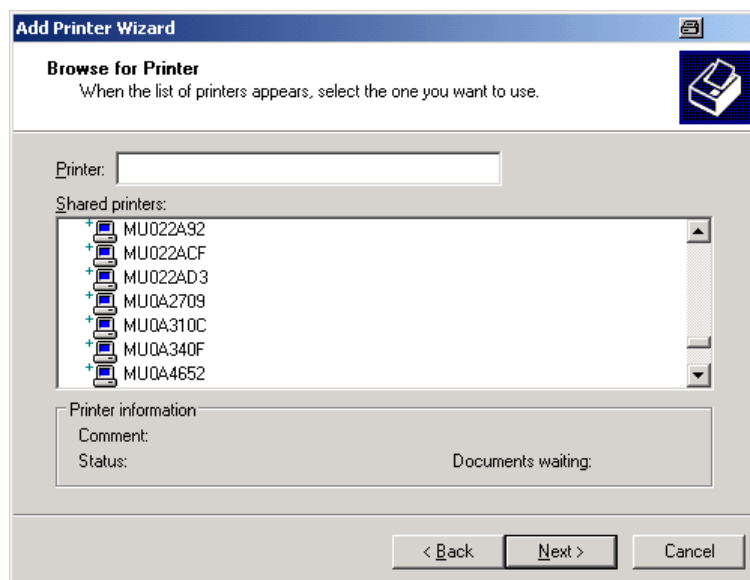 Add Printer Wizard
Browse for Printer
When the list of printers appears, select the one you want to use.
Printer:
Shared printers:
MU022A92
MU022ACF
MU022AD3
MU0A2709
MU0A310C
MU0A340F
MU0A4652
Printer information
Comment:
Status: Documents waiting:
< Back Next > Cancel